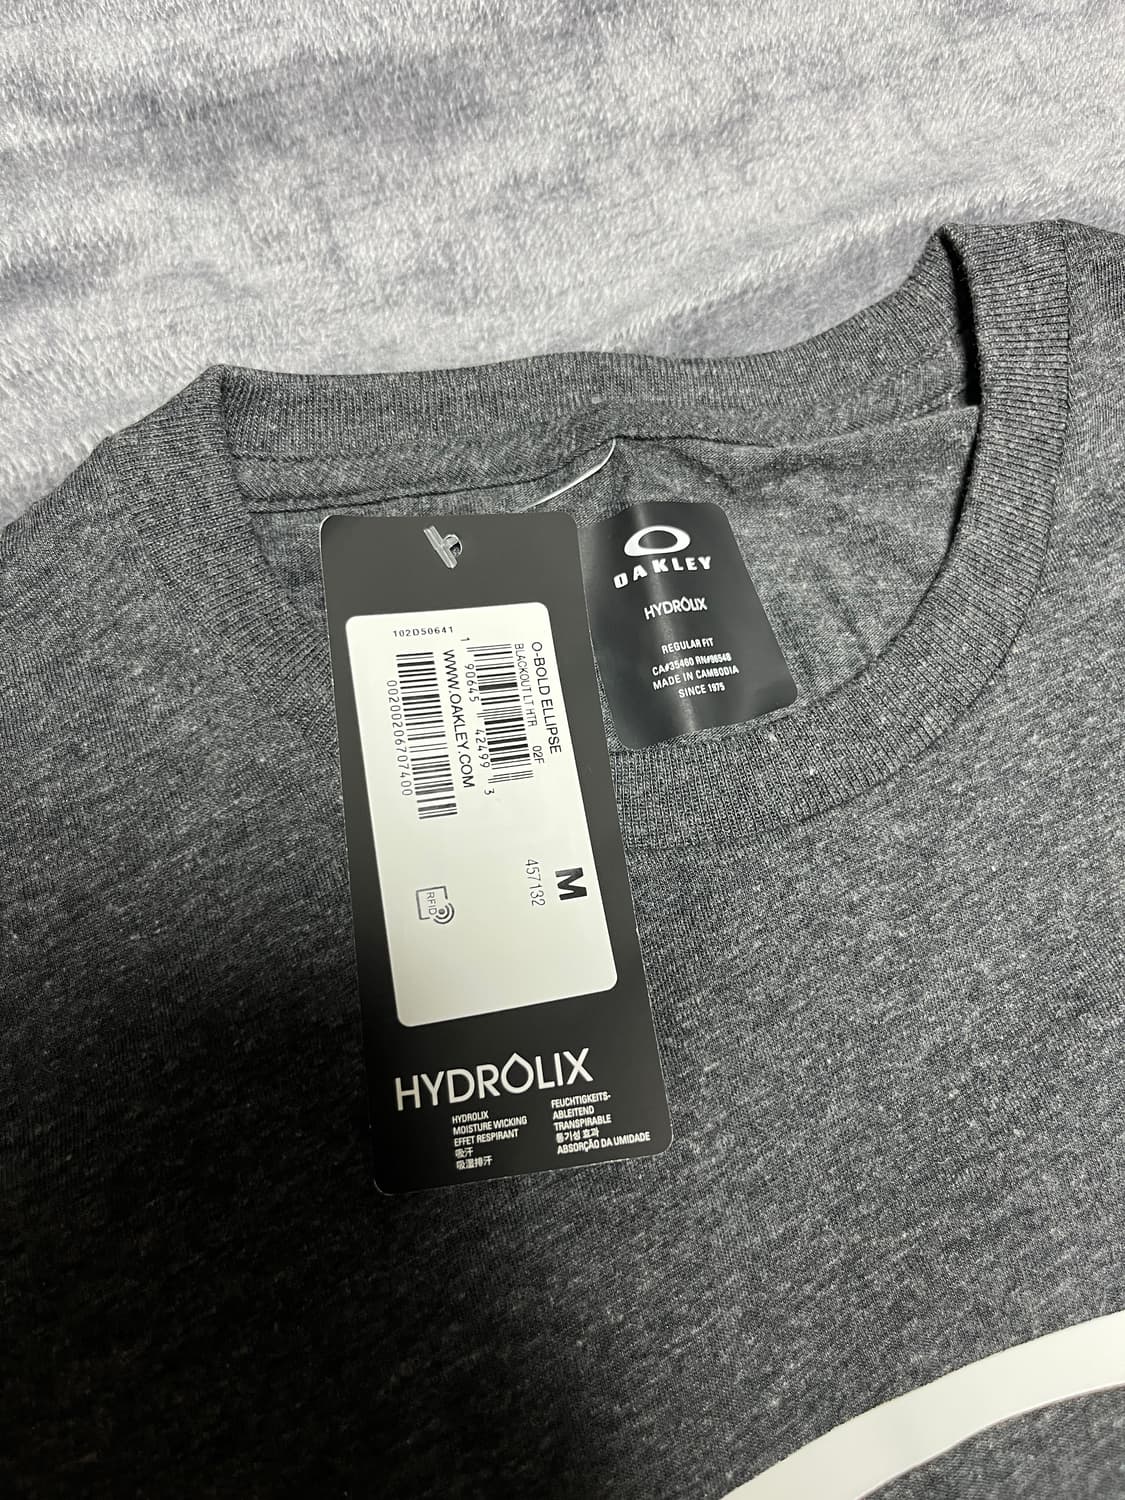 102D50641
O-BOLD ELLIPSE
BLACKOUT LT HTR 02F
1 90645 42499 3
WWW.OAKLEY.COM
00200206707400
M
457132
RFID
HYDROLIX
HYDROLIX
MOISTURE WICKING
EFFET RESPIRANT
吸汗
吸湿排汗
FEUCHTIGKEITS-
ABLEITEND
TRANSPIRABLE
통기성 효과
ABSORÇÃO DA UMIDADE
OAKLEY
HYDROLIX
REGULAR FIT
CA#35460 RN#96548
MADE IN CAMBODIA
SINCE 1975